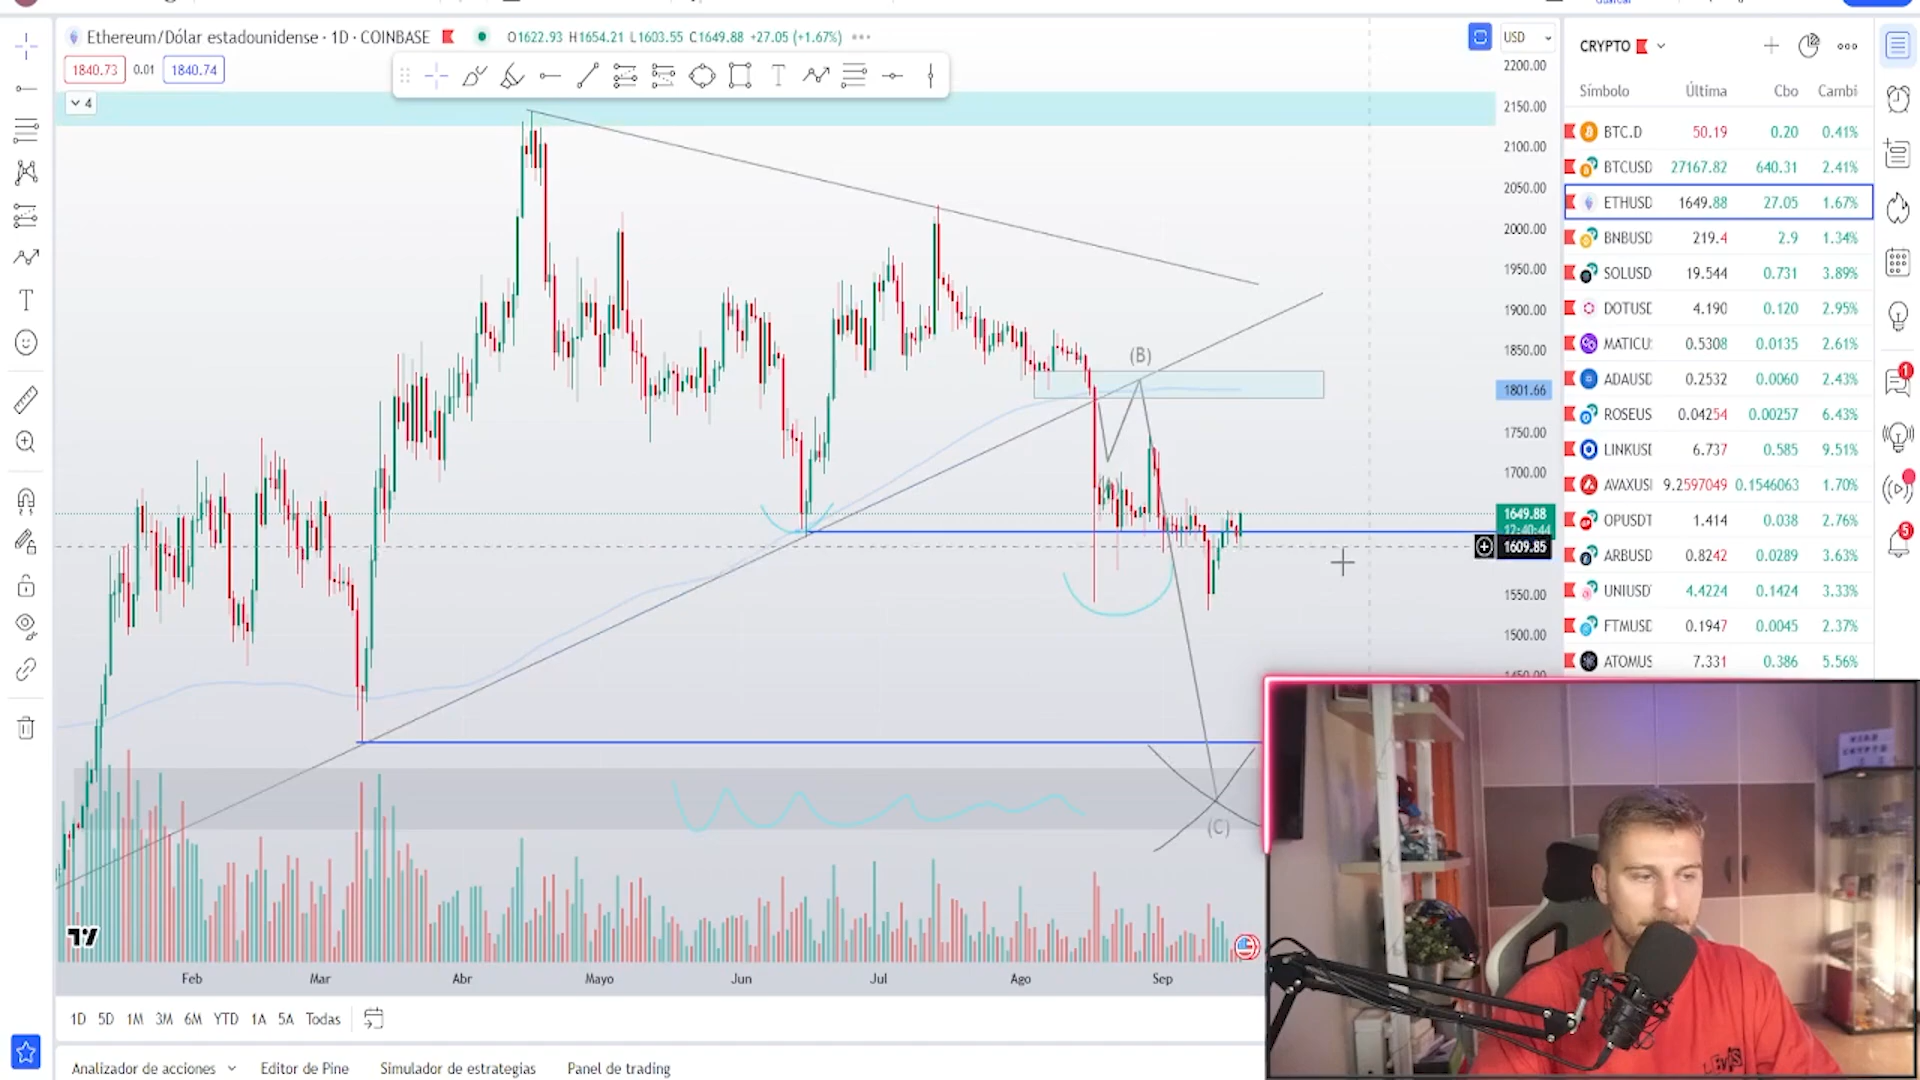 Ethereum/Dólar estadounidense · 1D · COINBASE
O1622.93 H1654.21 L1603.55 C1649.88 +27.05 (+1.67%)
1840.73 0.01 1840.74
4
USD
2200.00
2150.00
2100.00
2050.00
2000.00
1950.00
1900.00
1850.00
1801.66
1750.00
1700.00
1649.88
12:40:44
1609.85
1550.00
1500.00
(B)
(C)
Feb Mar Abr Mayo Jun Jul Ago Sep
1D 5D 1M 3M 6M YTD 1A 5A Todas
Analizador de acciones Editor de Pine Simulador de estrategias Panel de trading
CRYPTO
Símbolo Última Cbo Cambi
BTC.D 50.19 0.20 0.41%
BTCUSD 27167.82 640.31 2.41%
ETHUSD 1649.88 27.05 1.67%
BNBUSD 219.4 2.9 1.34%
SOLUSD 19.544 0.731 3.89%
DOTUSD 4.190 0.120 2.95%
MATICU 0.5308 0.0135 2.61%
ADAUSD 0.2532 0.0060 2.43%
ROSEUS 0.04254 0.00257 6.43%
LINKUSD 6.737 0.585 9.51%
AVAXUSI 9.2597049 0.1546063 1.70%
OPUSDT 1.414 0.038 2.76%
ARBUSD 0.8242 0.0289 3.63%
UNIUSDT 4.4224 0.1424 3.33%
FTMUSD 0.1947 0.0045 2.37%
ATOMUS 7.331 0.386 5.56%
1
5